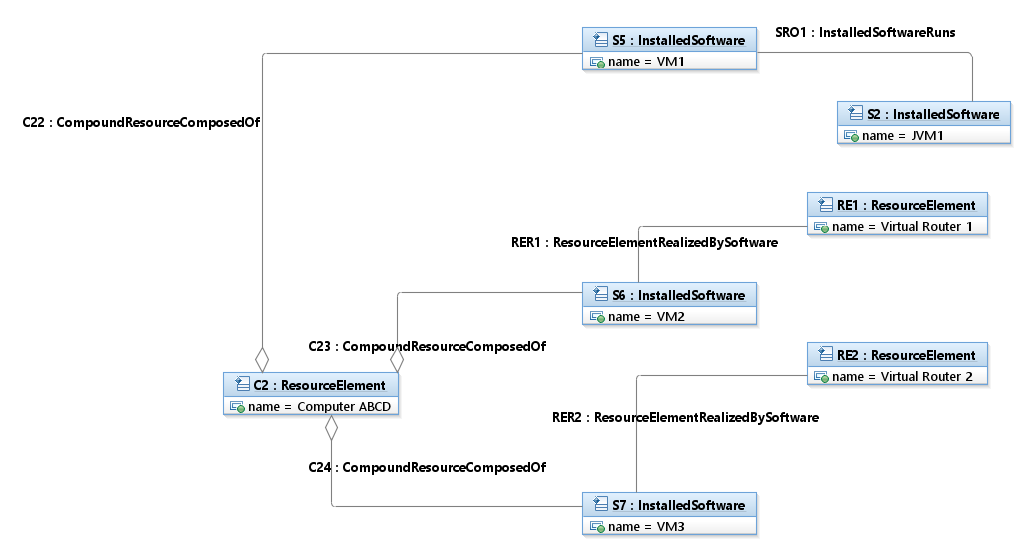 SRO1 : InstalledSoftwareRuns
S5 : InstalledSoftware
name = VM1
S2 : InstalledSoftware
name = JVM1
C22 : CompoundResourceComposedOf
RE1 : ResourceElement
name = Virtual Router 1
RER1 : ResourceElementRealizedBySoftware
S6 : InstalledSoftware
name = VM2
C23 : CompoundResourceComposedOf
RE2 : ResourceElement
name = Virtual Router 2
C2 : ResourceElement
name = Computer ABCD
RER2 : ResourceElementRealizedBySoftware
C24 : CompoundResourceComposedOf
S7 : InstalledSoftware
name = VM3